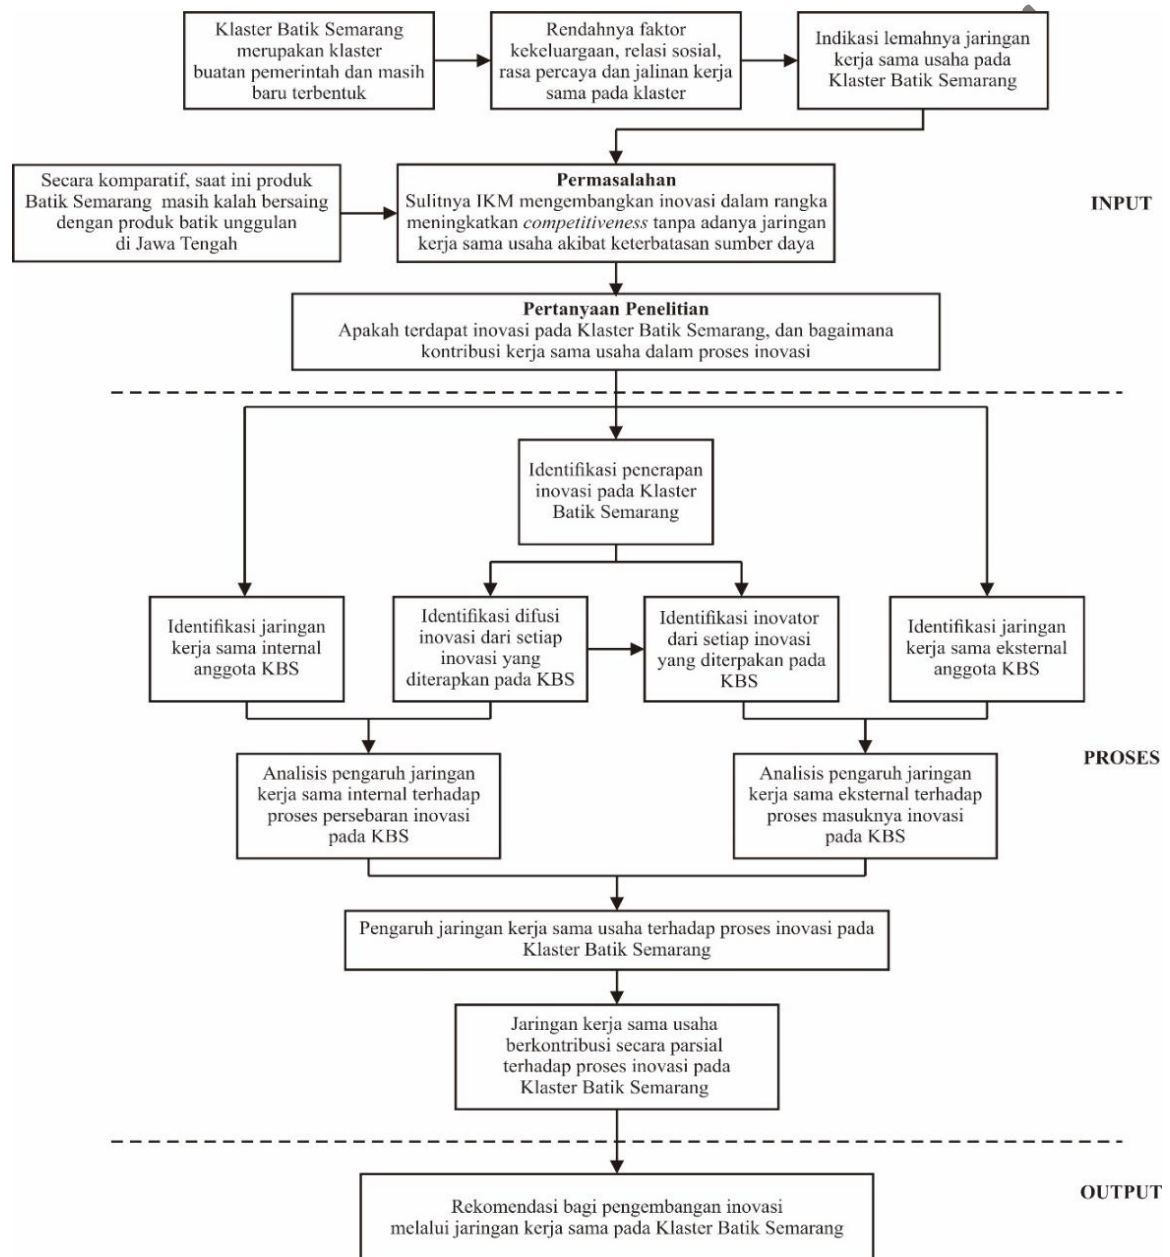 Klaster Batik Semarang
merupakan klaster
buatan pemerintah dan masih
baru terbentuk
Rendahnya faktor
kekeluargaan, relasi sosial,
rasa percaya dan jalinan kerja
sama pada klaster
Indikasi lemahnya jaringan
kerja sama usaha pada
Klaster Batik Semarang
Secara komparatif, saat ini produk
Batik Semarang masih kalah bersaing
dengan produk batik unggulan
di Jawa Tengah
Permasalahan
Sulitnya IKM mengembangkan inovasi dalam rangka
meningkatkan competitiveness tanpa adanya jaringan
kerja sama usaha akibat keterbatasan sumber daya
INPUT
Pertanyaan Penelitian
Apakah terdapat inovasi pada Klaster Batik Semarang, dan bagaimana
kontribusi kerja sama usaha dalam proses inovasi
Identifikasi penerapan
inovasi pada Klaster
Batik Semarang
Identifikasi jaringan
kerja sama internal
anggota KBS
Identifikasi difusi
inovasi dari setiap
inovasi yang
diterapkan pada KBS
Identifikasi inovator
dari setiap inovasi
yang diterpakan pada
KBS
Identifikasi jaringan
kerja sama eksternal
anggota KBS
Analisis pengaruh jaringan
kerja sama internal terhadap
proses persebaran inovasi
pada KBS
Analisis pengaruh jaringan
kerja sama eksternal terhadap
proses masuknya inovasi
pada KBS
PROSES
Pengaruh jaringan kerja sama usaha terhadap proses inovasi pada
Klaster Batik Semarang
Jaringan kerja sama usaha
berkontribusi secara parsial
terhadap proses inovasi pada
Klaster Batik Semarang
OUTPUT
Rekomendasi bagi pengembangan inovasi
melalui jaringan kerja sama pada Klaster Batik Semarang